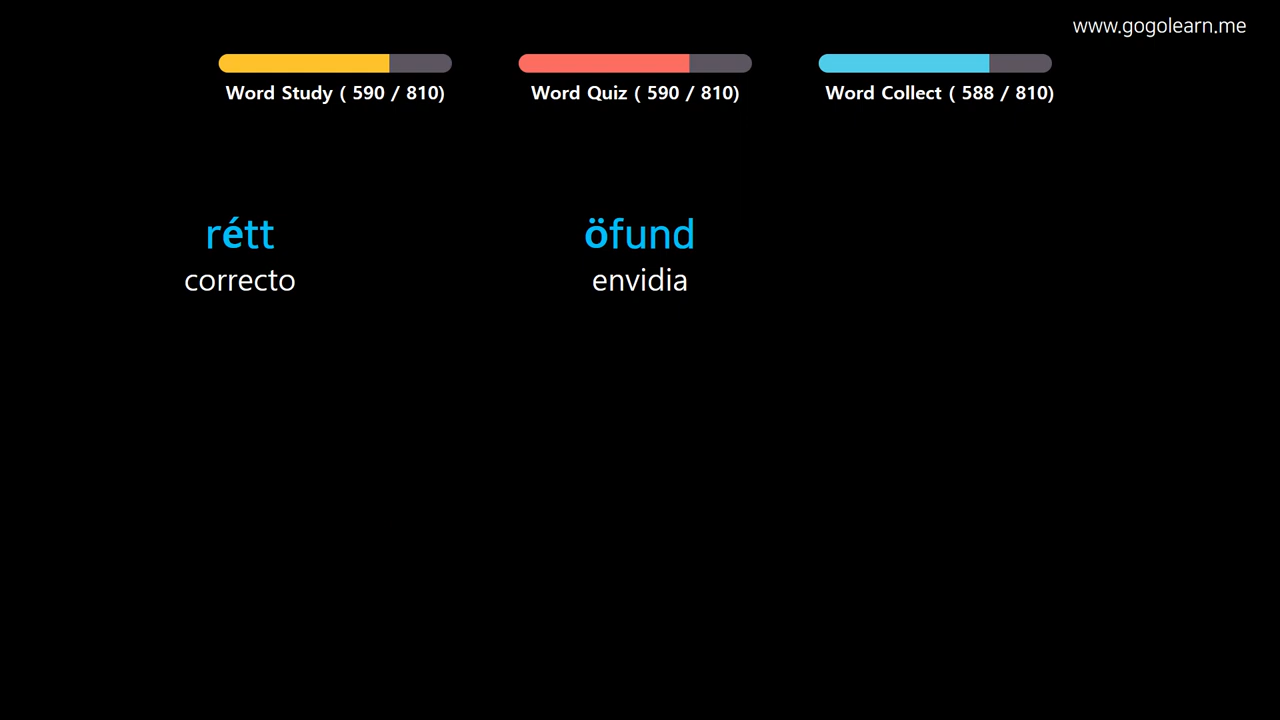 www.gogolearn.me
Word Study ( 590 / 810)
Word Quiz ( 590 / 810)
Word Collect ( 588 / 810)
rétt
correcto
öfund
envidia